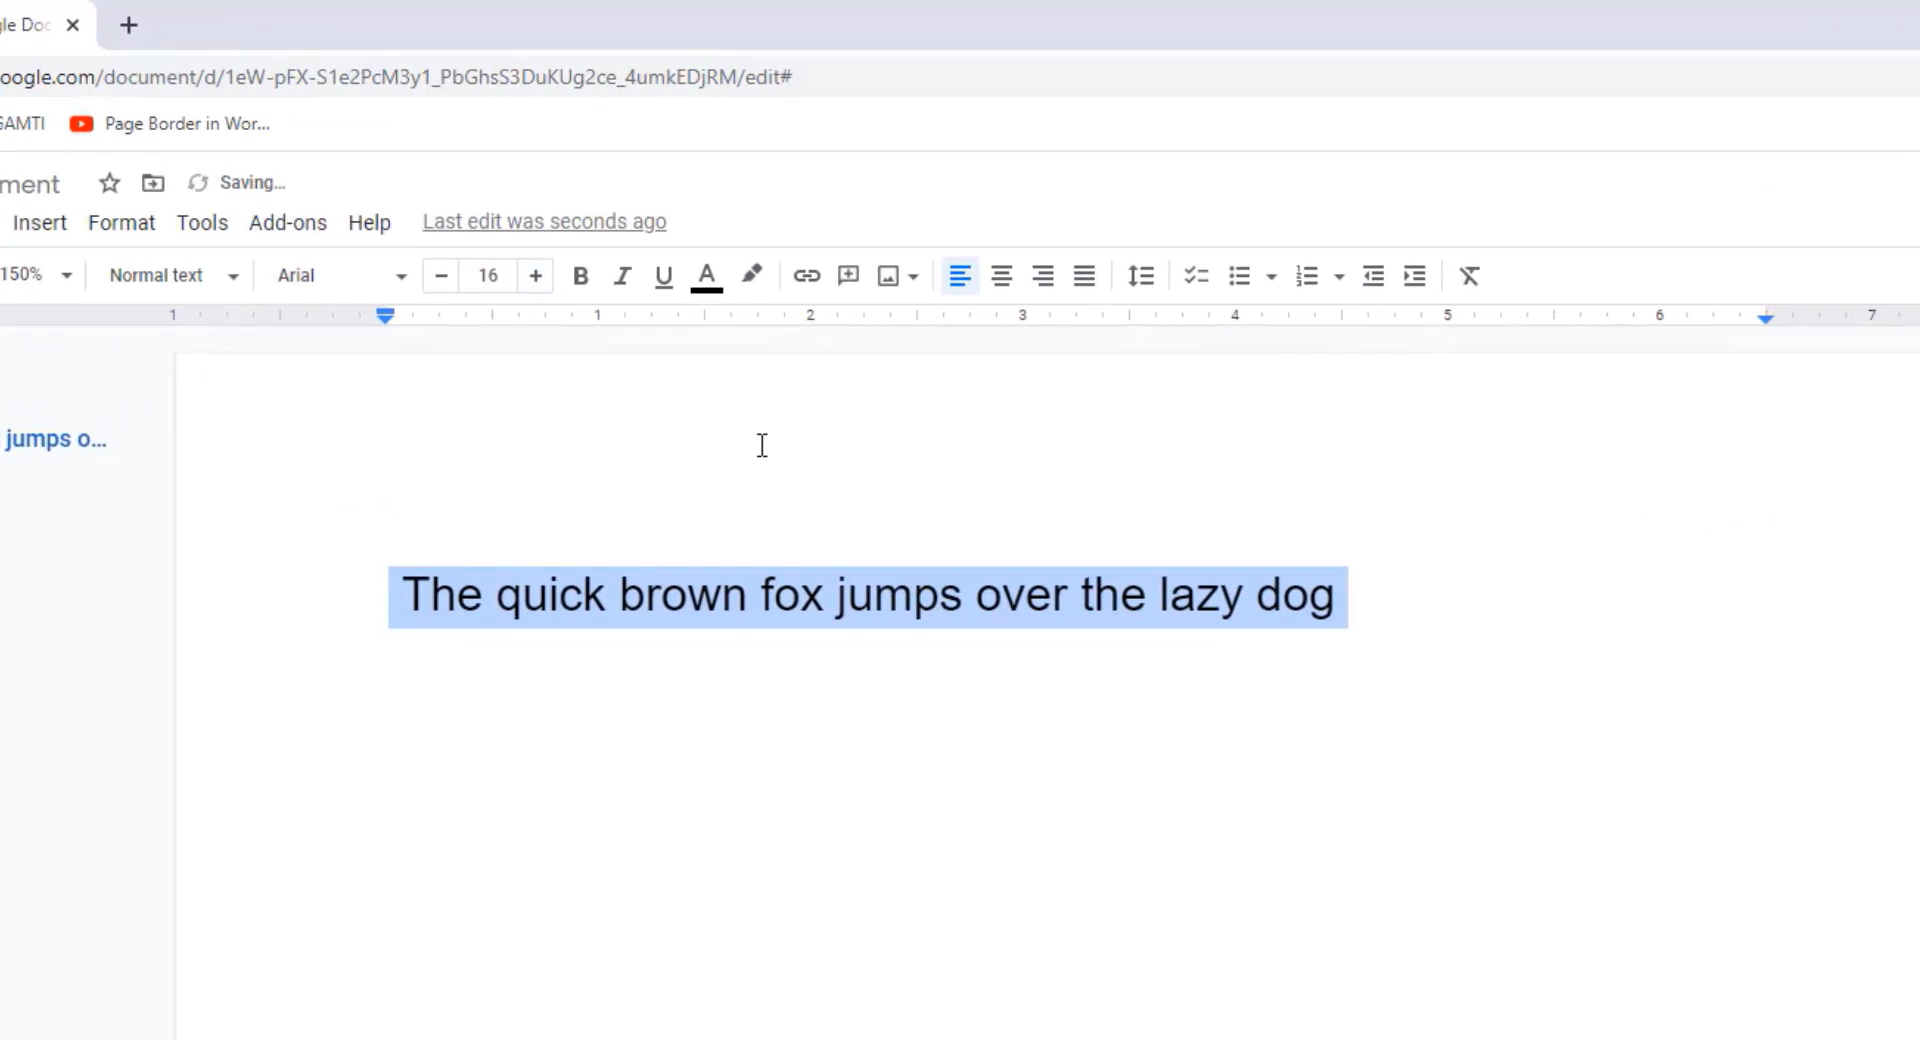 gle Doc
oogle.com/document/d/1eW-pFX-S1e2PcM3y1_PbGhsS3DuKUg2ce_4umkEDjRM/edit#
GAMTI Page Border in Wor...
ment Saving...
Insert Format Tools Add-ons Help Last edit was seconds ago
150% Normal text Arial 16 B I U A
1 1 2 3 4 5 6 7
jumps o...
The quick brown fox jumps over the lazy dog